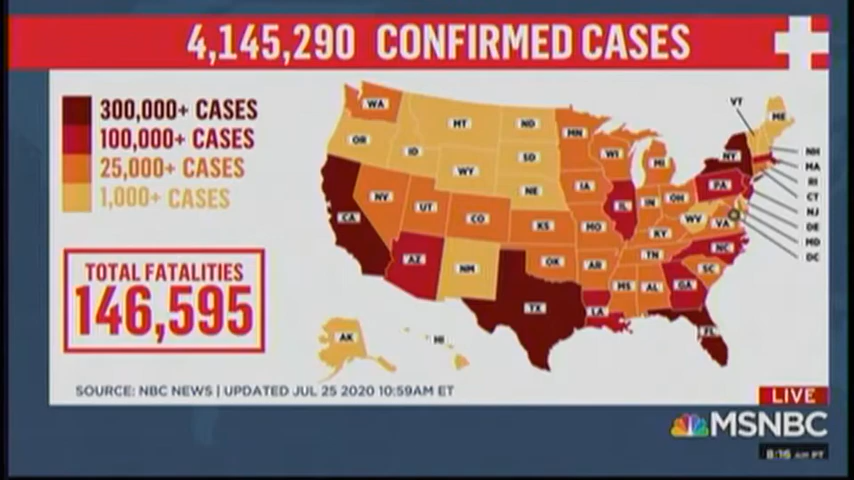 4,145,290 CONFIRMED CASES
300,000+ CASES
100,000+ CASES
25,000+ CASES
1,000+ CASES
TOTAL FATALITIES
146,595
WA
MT
ND
MN
VT
ME
OR
ID
SD
WI
MI
NY
NH
MA
WY
IA
PA
RI
NE
NV
UT
CO
IL
IN
OH
CT
NJ
CA
KS
MO
WV
VA
DE
KY
MD
NC
DC
AZ
NM
OK
AR
TN
SC
MS
AL
GA
TX
LA
FL
AK
HI
SOURCE: NBC NEWS | UPDATED JUL 25 2020 10:59AM ET
LIVE
MSNBC
8:16 AM PT